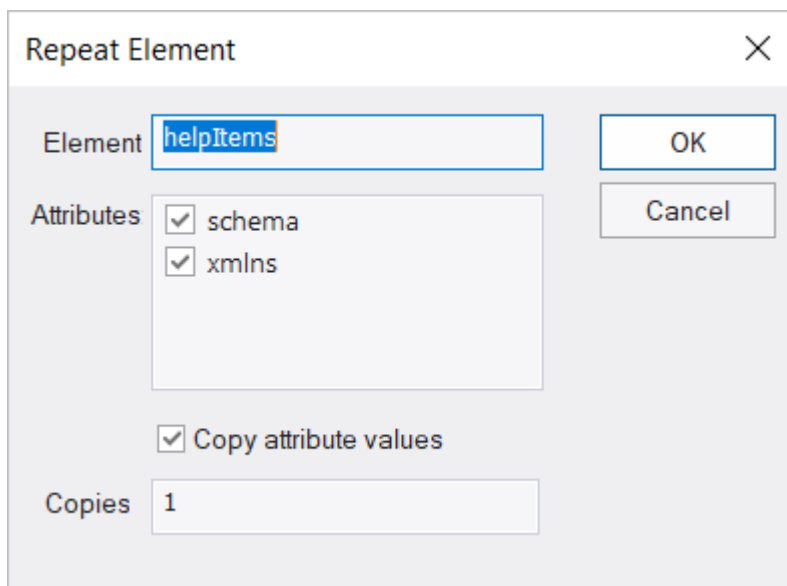 Repeat Element
Element helpItems OK
Attributes schema Cancel
xmlns
Copy attribute values
Copies 1